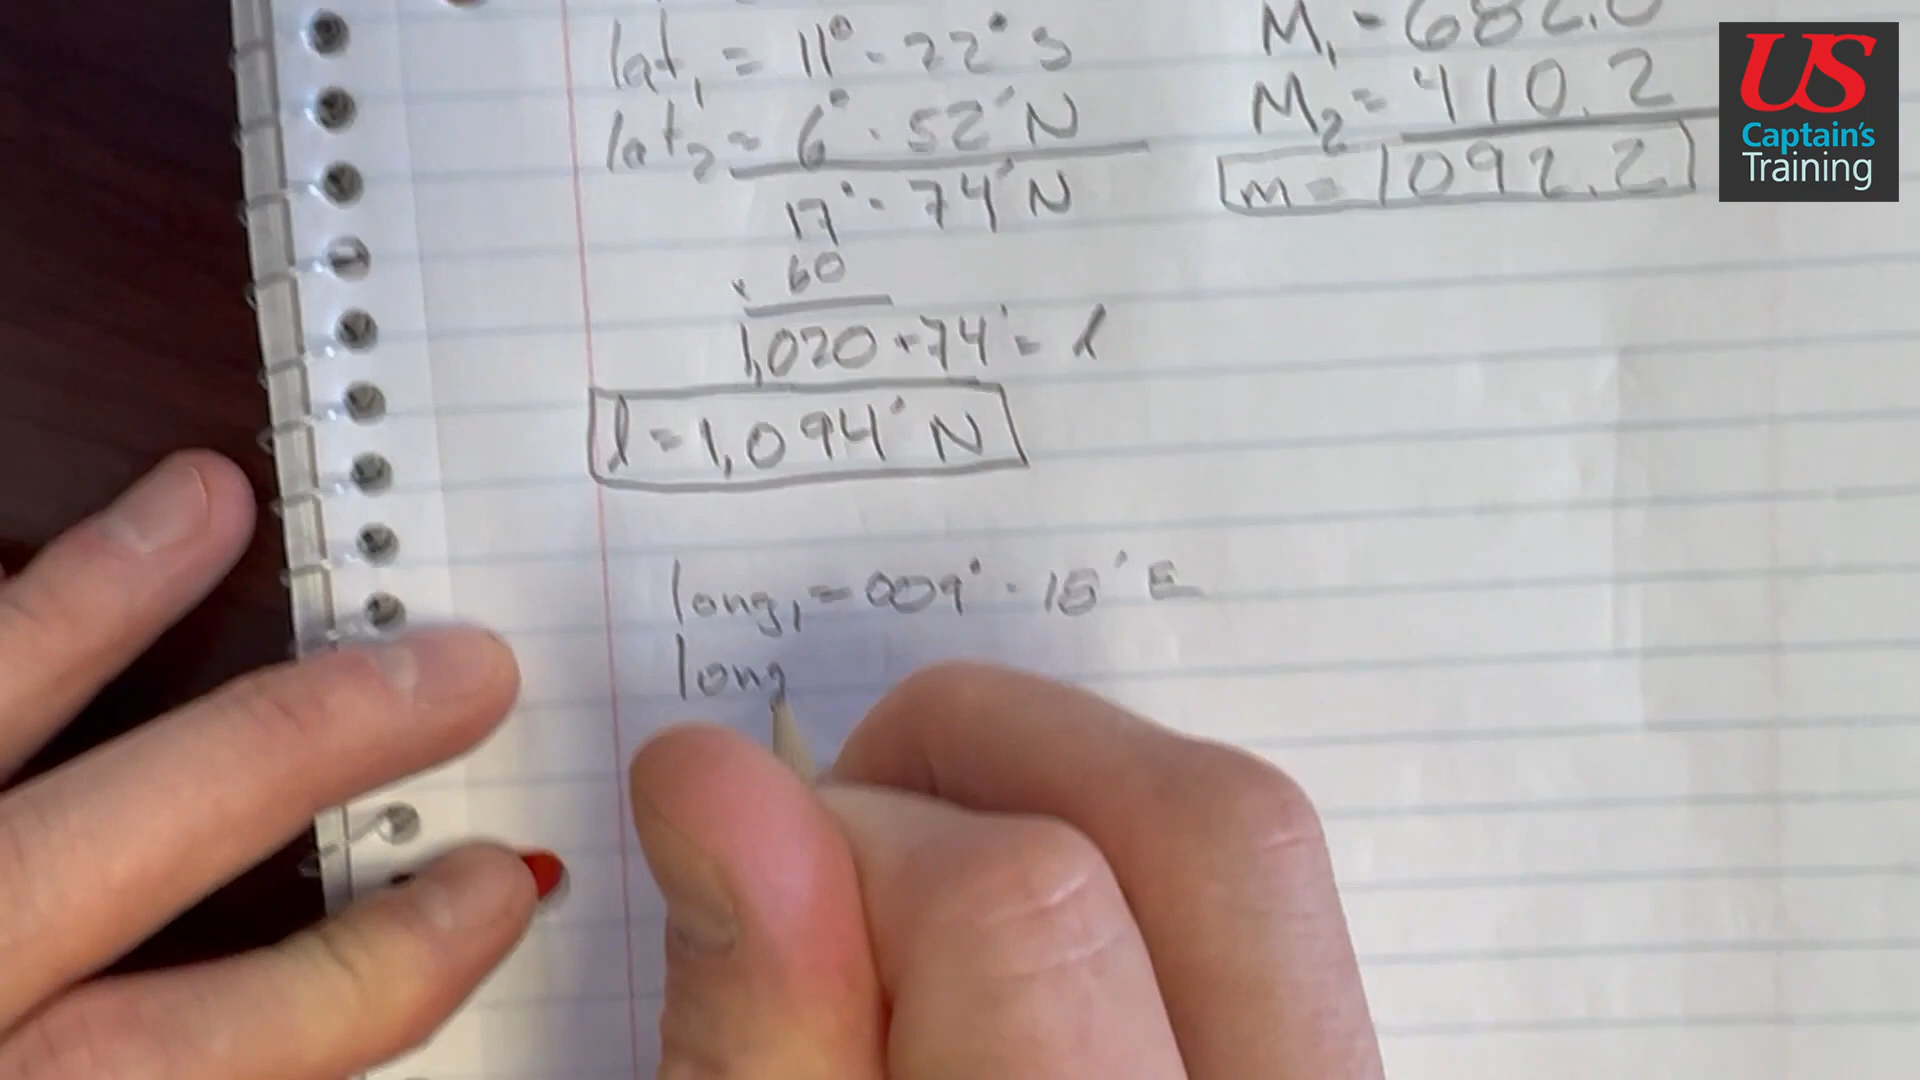 lat₁ = 11° - 22' S
lat₂ = 6° - 52' N
17° - 74' N
x 60
1,020 + 74' = l
l = 1,094' N
M₁ = 682.0
M₂ = 410.2
m = 1092.2
long₁ = 009° - 15' E
long
US
Captain's
Training